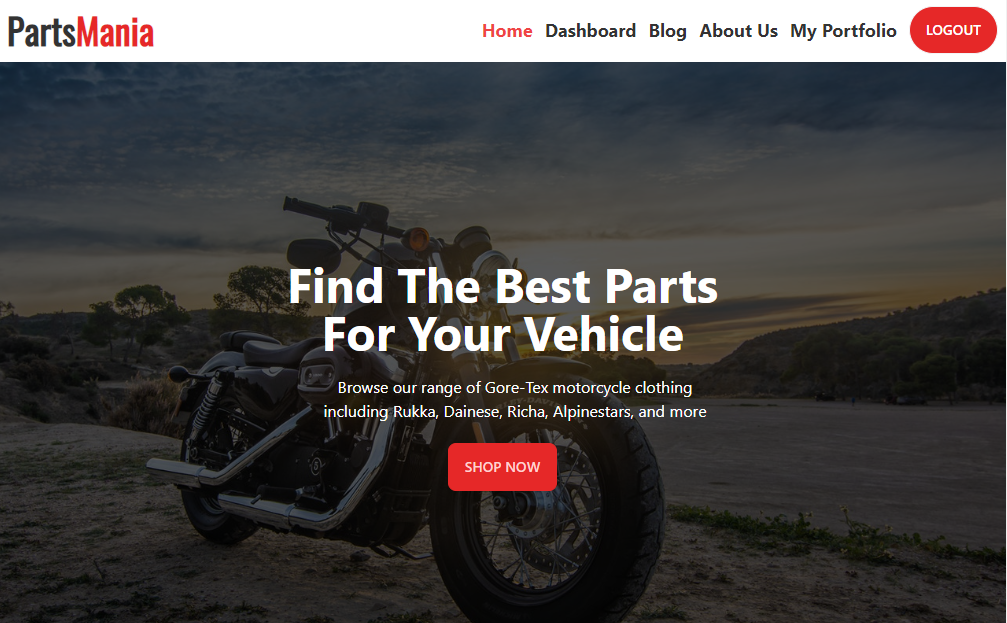 PartsMania
Home Dashboard Blog About Us My Portfolio LOGOUT
Find The Best Parts
For Your Vehicle
Browse our range of Gore-Tex motorcycle clothing
including Rukka, Dainese, Richa, Alpinestars, and more
SHOP NOW